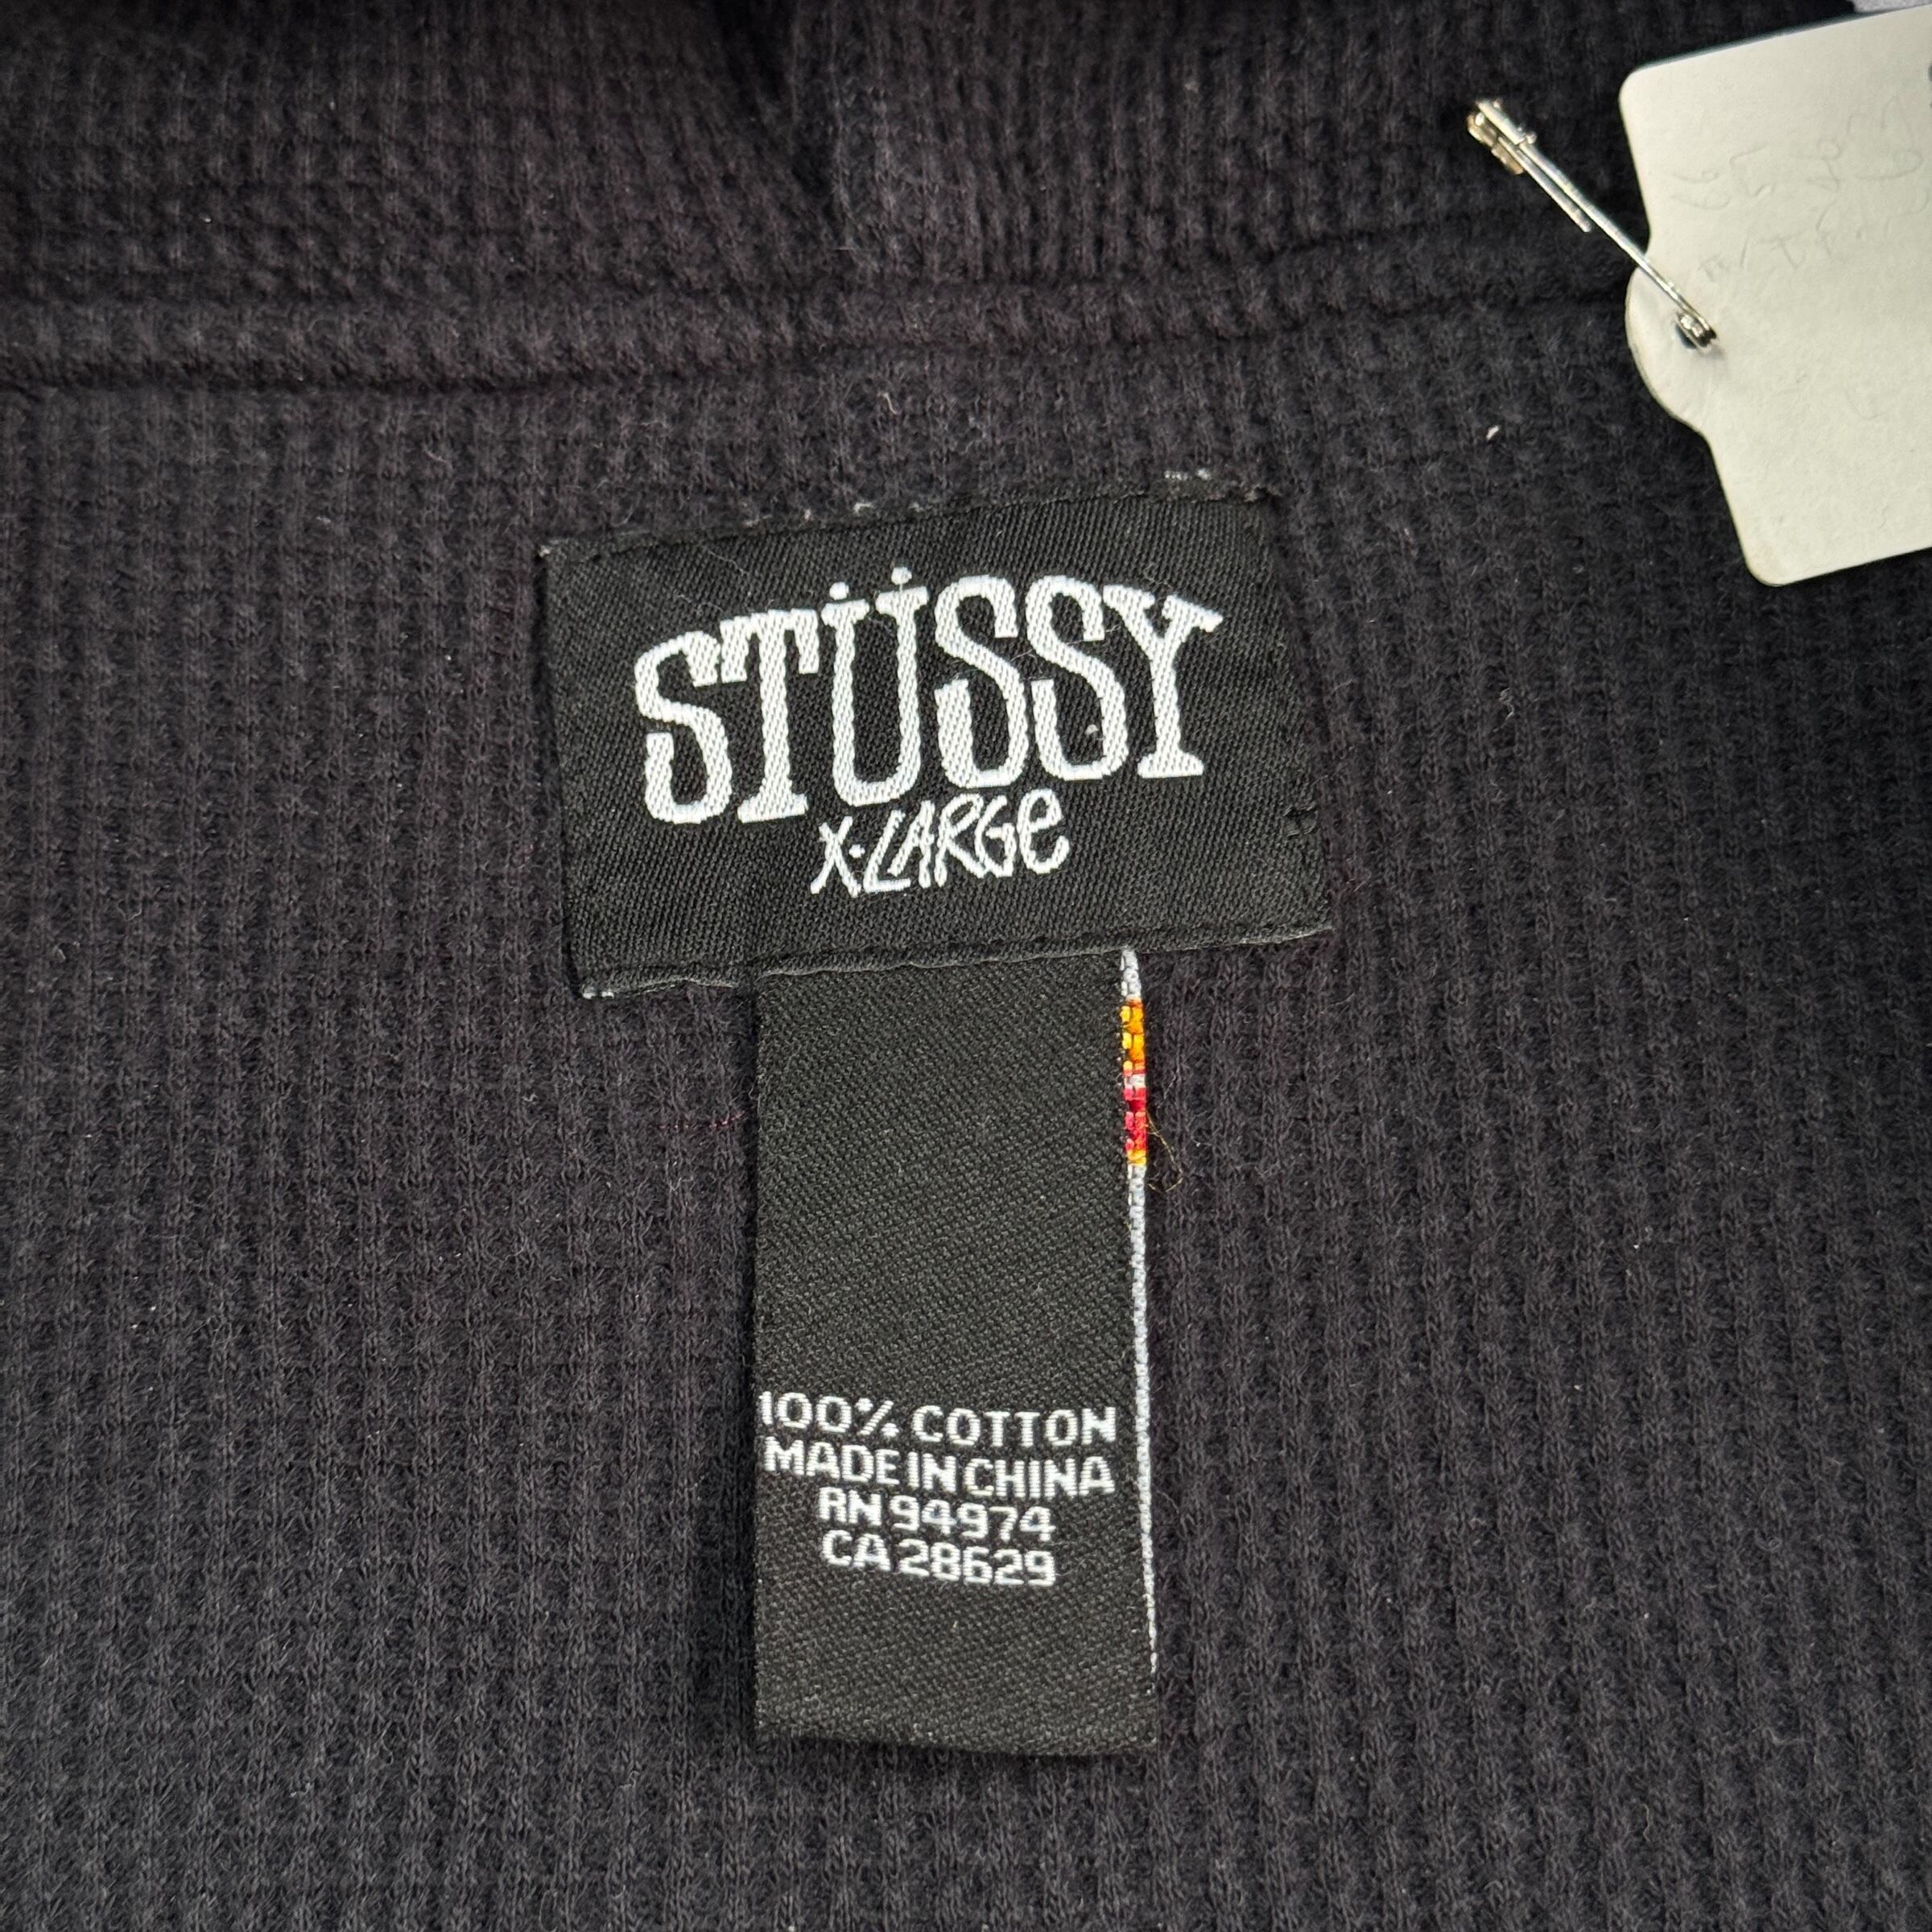 STÜSSY
X-LARGe
100% COTTON
MADE IN CHINA
RN 94974
CA 28629